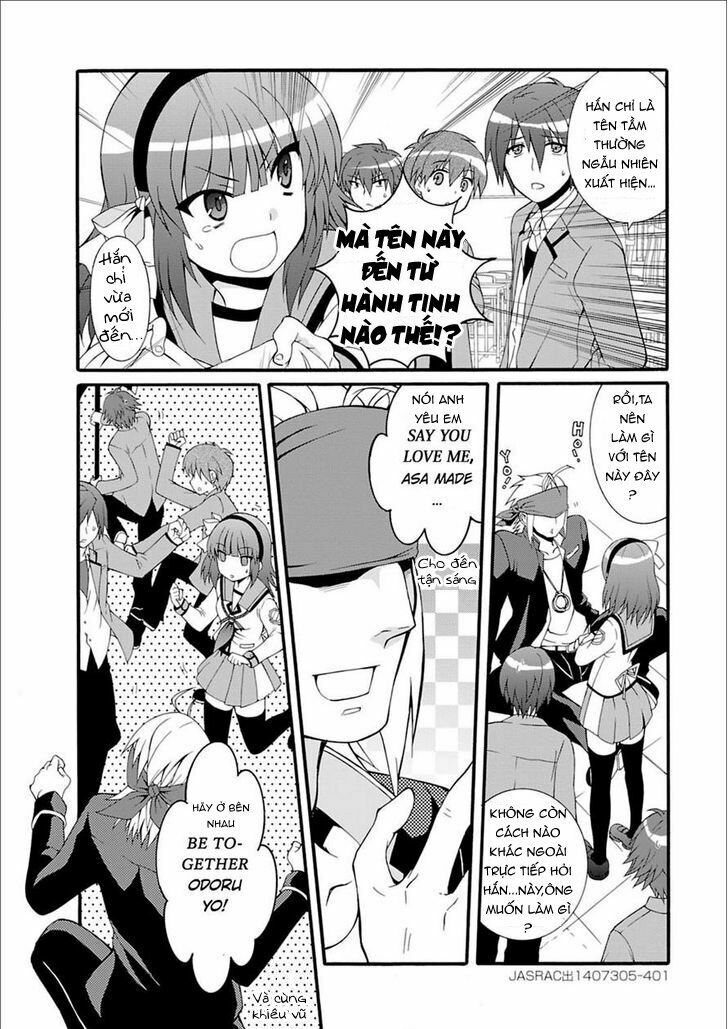 HẮN CHỈ LÀ
TÊN TẦM
THƯỜNG
NGẪU NHIÊN
XUẤT HIỆN...
MÀ TÊN NÀY
ĐẾN TỪ
HÀNH TINH
NÀO THẾ!?
HẮN
CHỈ
VỪA
MỚI
ĐẾN...
RỒI,TA
NÊN
LÀM GÌ
VỚI TÊN
NÀY ĐÂY
?
Ho!
Yo!
KHÔNG CÒN
CÁCH NÀO
KHÁC NGOÀI
TRỰC TIẾP HỎI
HẮN...NÀY,ÔNG
MUỐN LÀM GÌ
?
NÓI ANH
YÊU EM
SAY YOU
LOVE ME,
ASA MADE
...
Cho đến
tận sáng
HÃY Ở BÊN
NHAU
BE TO-
GETHER
ODORU
YO!
Và cùng
khiêu vũ
JASRAC出1407305-401